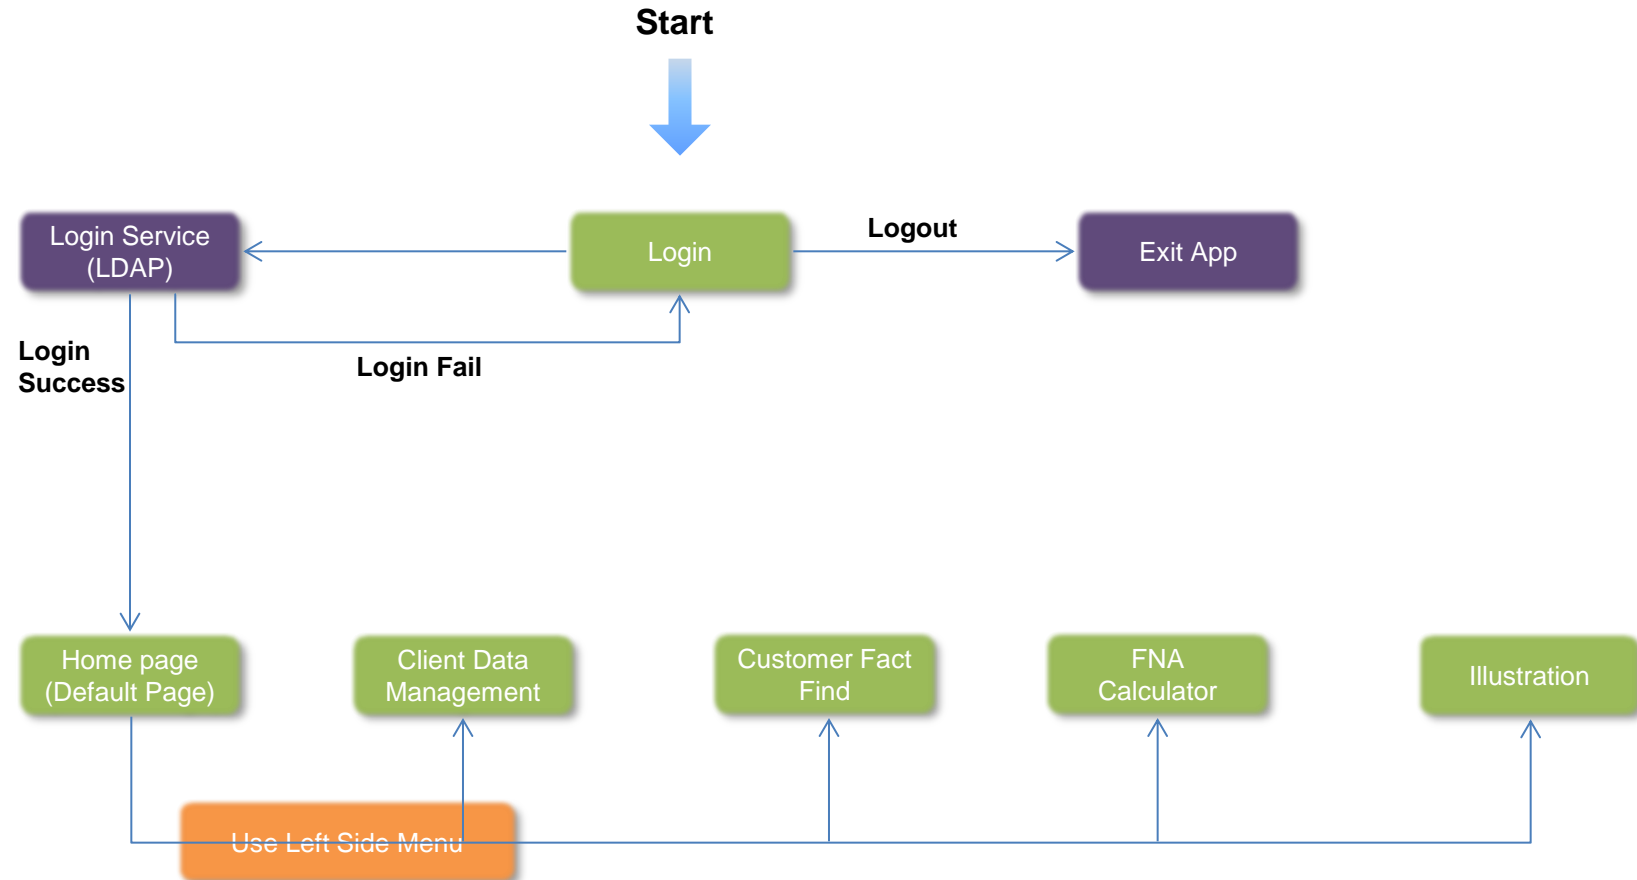 Start
Login Service
(LDAP)
Login
Logout
Exit App
Login
Success
Login Fail
Home page
(Default Page)
Client Data
Management
Customer Fact
Find
FNA
Calculator
Illustration
Use Left Side Menu